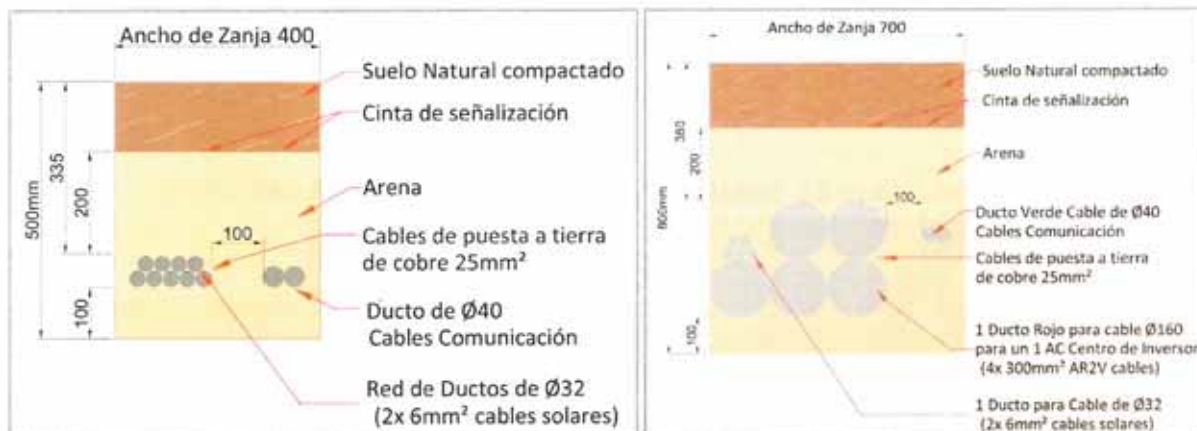 Ancho de Zanja 400
Suelo Natural compactado
Cinta de señalización
500mm
335
200
Arena
100
Cables de puesta a tierra
de cobre 25mm²
100
Ducto de Ø40
Cables Comunicación
Red de Ductos de Ø32
(2x 6mm² cables solares)
Ancho de Zanja 700
Suelo Natural compactado
Cinta de señalización
380
200
Arena
800mm
100
Ducto Verde Cable de Ø40
Cables Comunicación
Cables de puesta a tierra
de cobre 25mm²
100
1 Ducto Rojo para cable Ø160
para un 1 AC Centro de Inversor
(4x 300mm² AR2V cables)
1 Ducto para Cable de Ø32
(2x 6mm² cables solares)